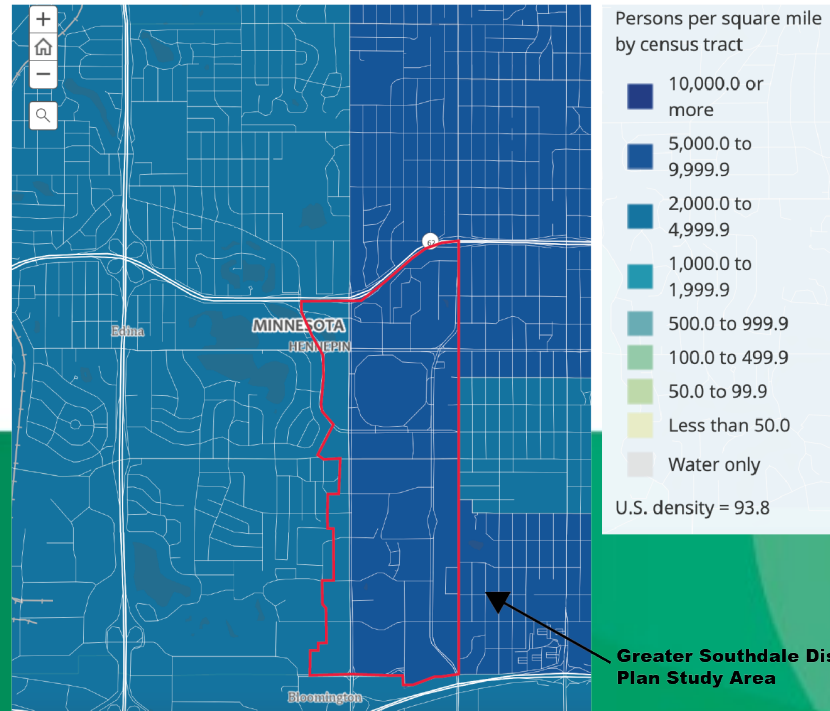 Persons per square mile
by census tract
10,000.0 or
more
5,000.0 to
9,999.9
2,000.0 to
4,999.9
1,000.0 to
1,999.9
500.0 to 999.9
100.0 to 499.9
50.0 to 99.9
Less than 50.0
Water only
U.S. density = 93.8
62
Edina
MINNESOTA
HENNEPIN
Bloomington
Greater Southdale Dis
Plan Study Area